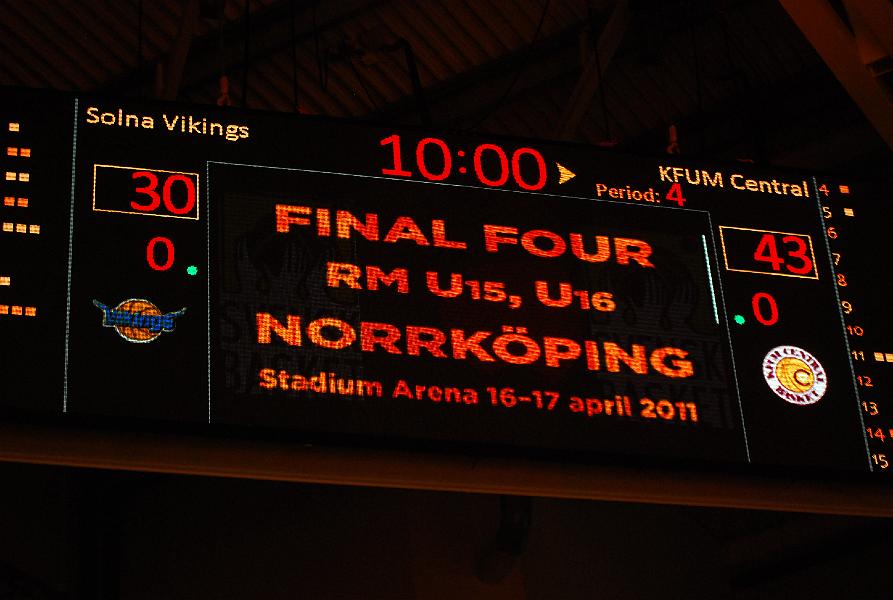 Solna Vikings
10:00
KFUM Central
Period: 4
30
43
0
0
FINAL FOUR
RM U15, U16
NORRKÖPING
Stadium Arena 16-17 april 2011
4
5
6
7
8
9
10
11
12
13
14
15